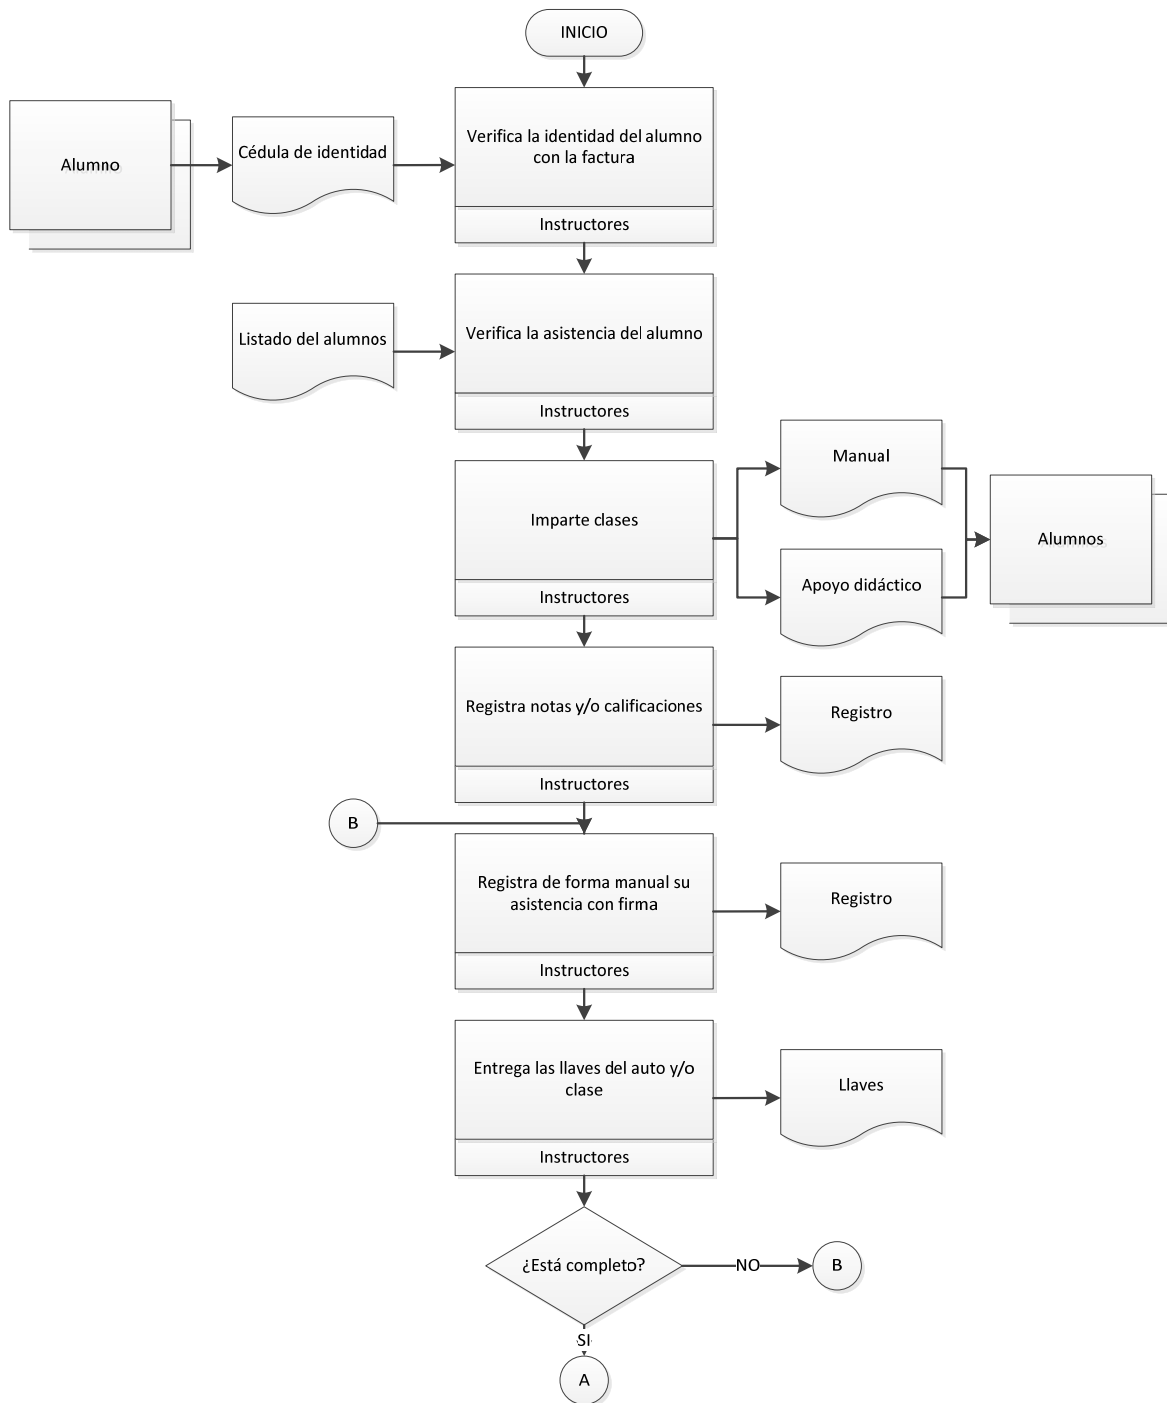 INICIO
Alumno
Cédula de identidad
Verifica la identidad del alumno
con la factura
Instructores
Listado del alumnos
Verifica la asistencia del alumno
Instructores
Imparte clases
Instructores
Manual
Apoyo didáctico
Alumnos
Registra notas y/o calificaciones
Instructores
Registro
B
Registra de forma manual su
asistencia con firma
Instructores
Registro
Entrega las llaves del auto y/o
clase
Instructores
Llaves
¿Está completo?
NO
B
SI
A